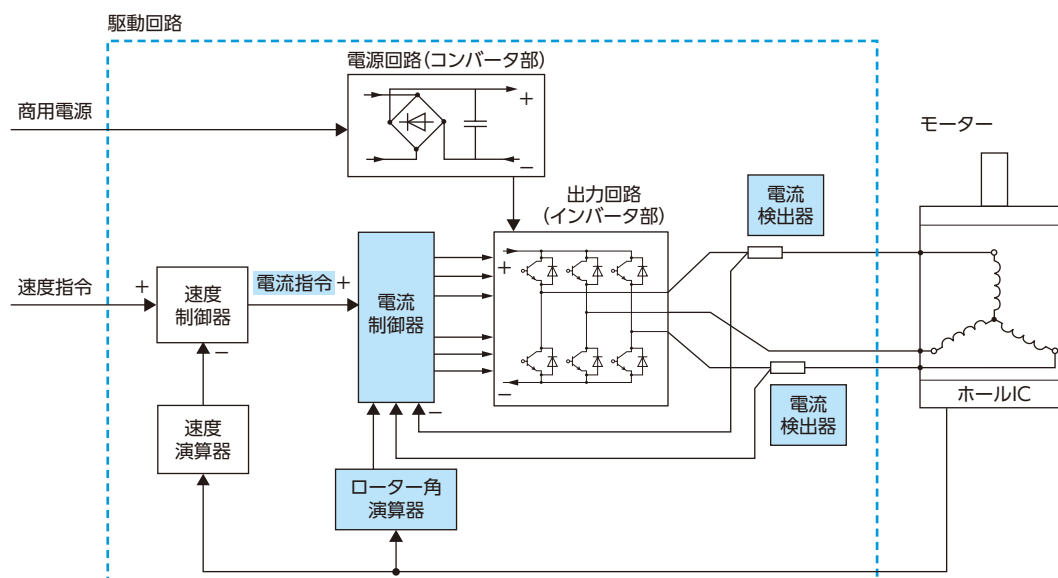 駆動回路
電源回路(コンバータ部)
商用電源
+
−
モーター
出力回路
(インバータ部)
電流
検出器
速度指令
+
速度
制御器
電流指令
+
電流
制御器
+
−
−
−
電流
検出器
ホールIC
速度
演算器
ローター角
演算器